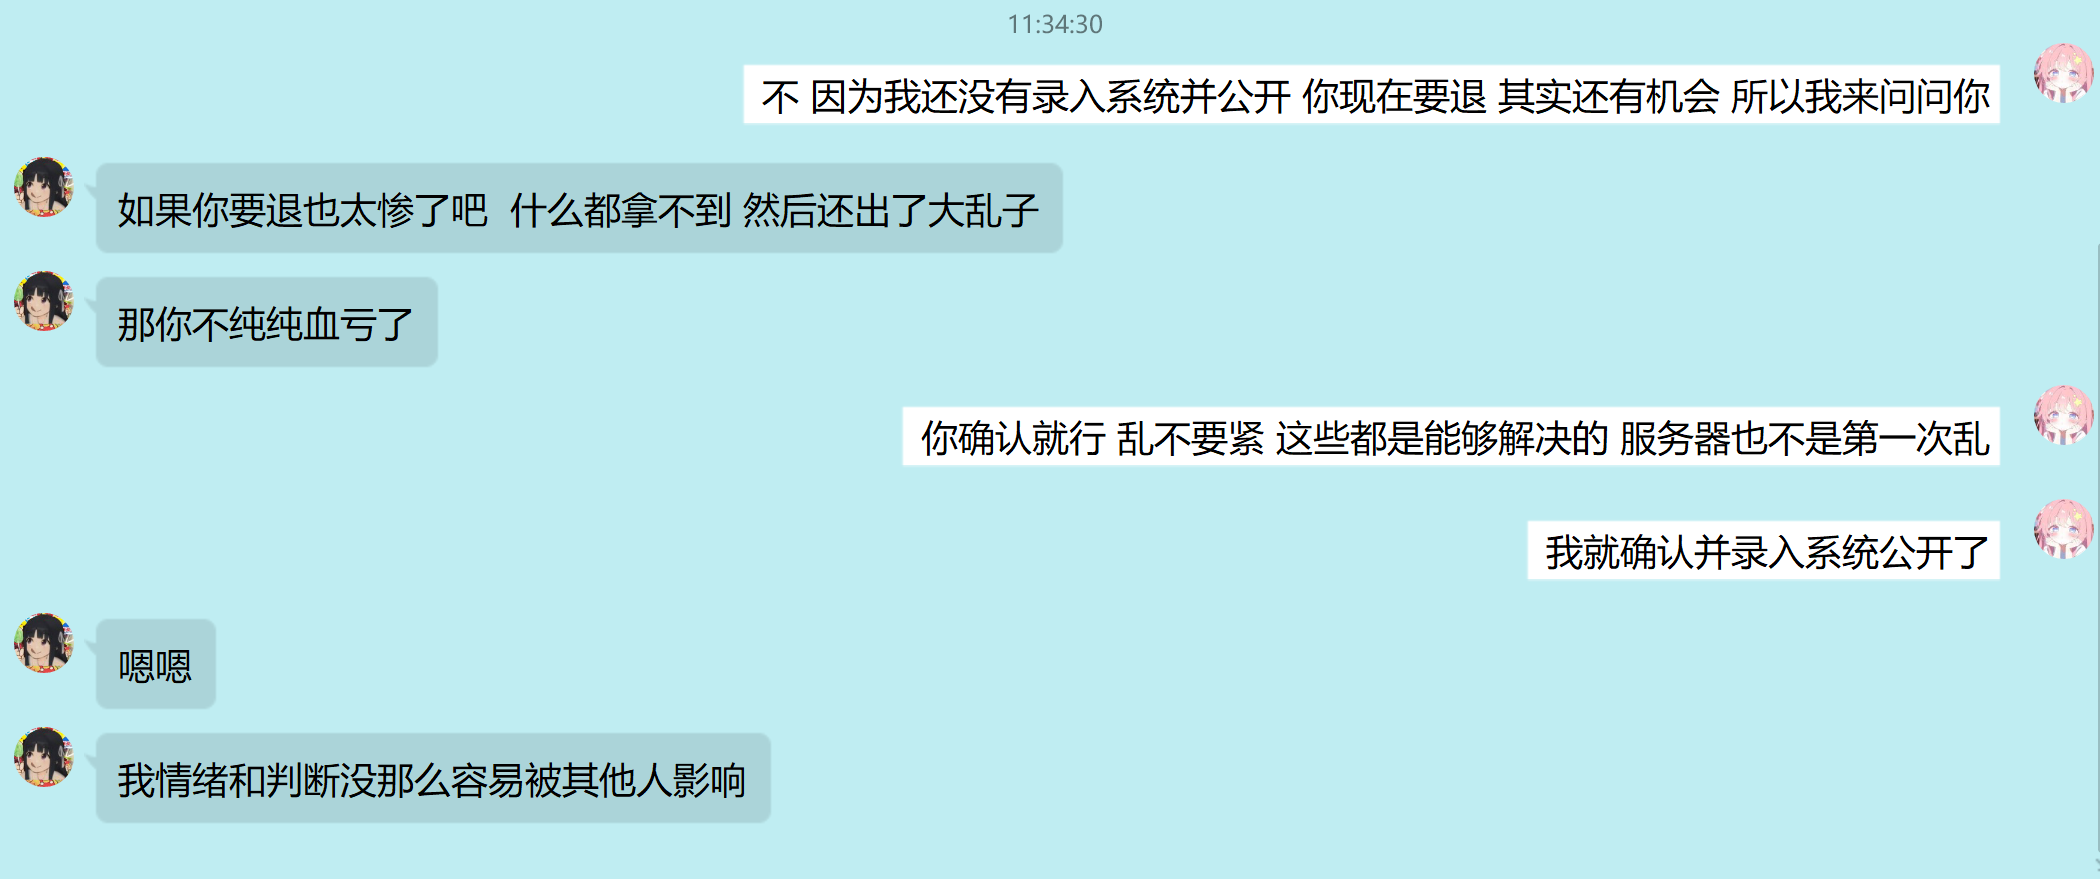 11:34:30
不 因为我还没有录入系统并公开 你现在要退 其实还有机会 所以我来问问你
如果你要退也太惨了吧  什么都拿不到 然后还出了大乱子
那你不纯纯血亏了
你确认就行 乱不要紧 这些都是能够解决的 服务器也不是第一次乱
我就确认并录入系统公开了
嗯嗯
我情绪和判断没那么容易被其他人影响